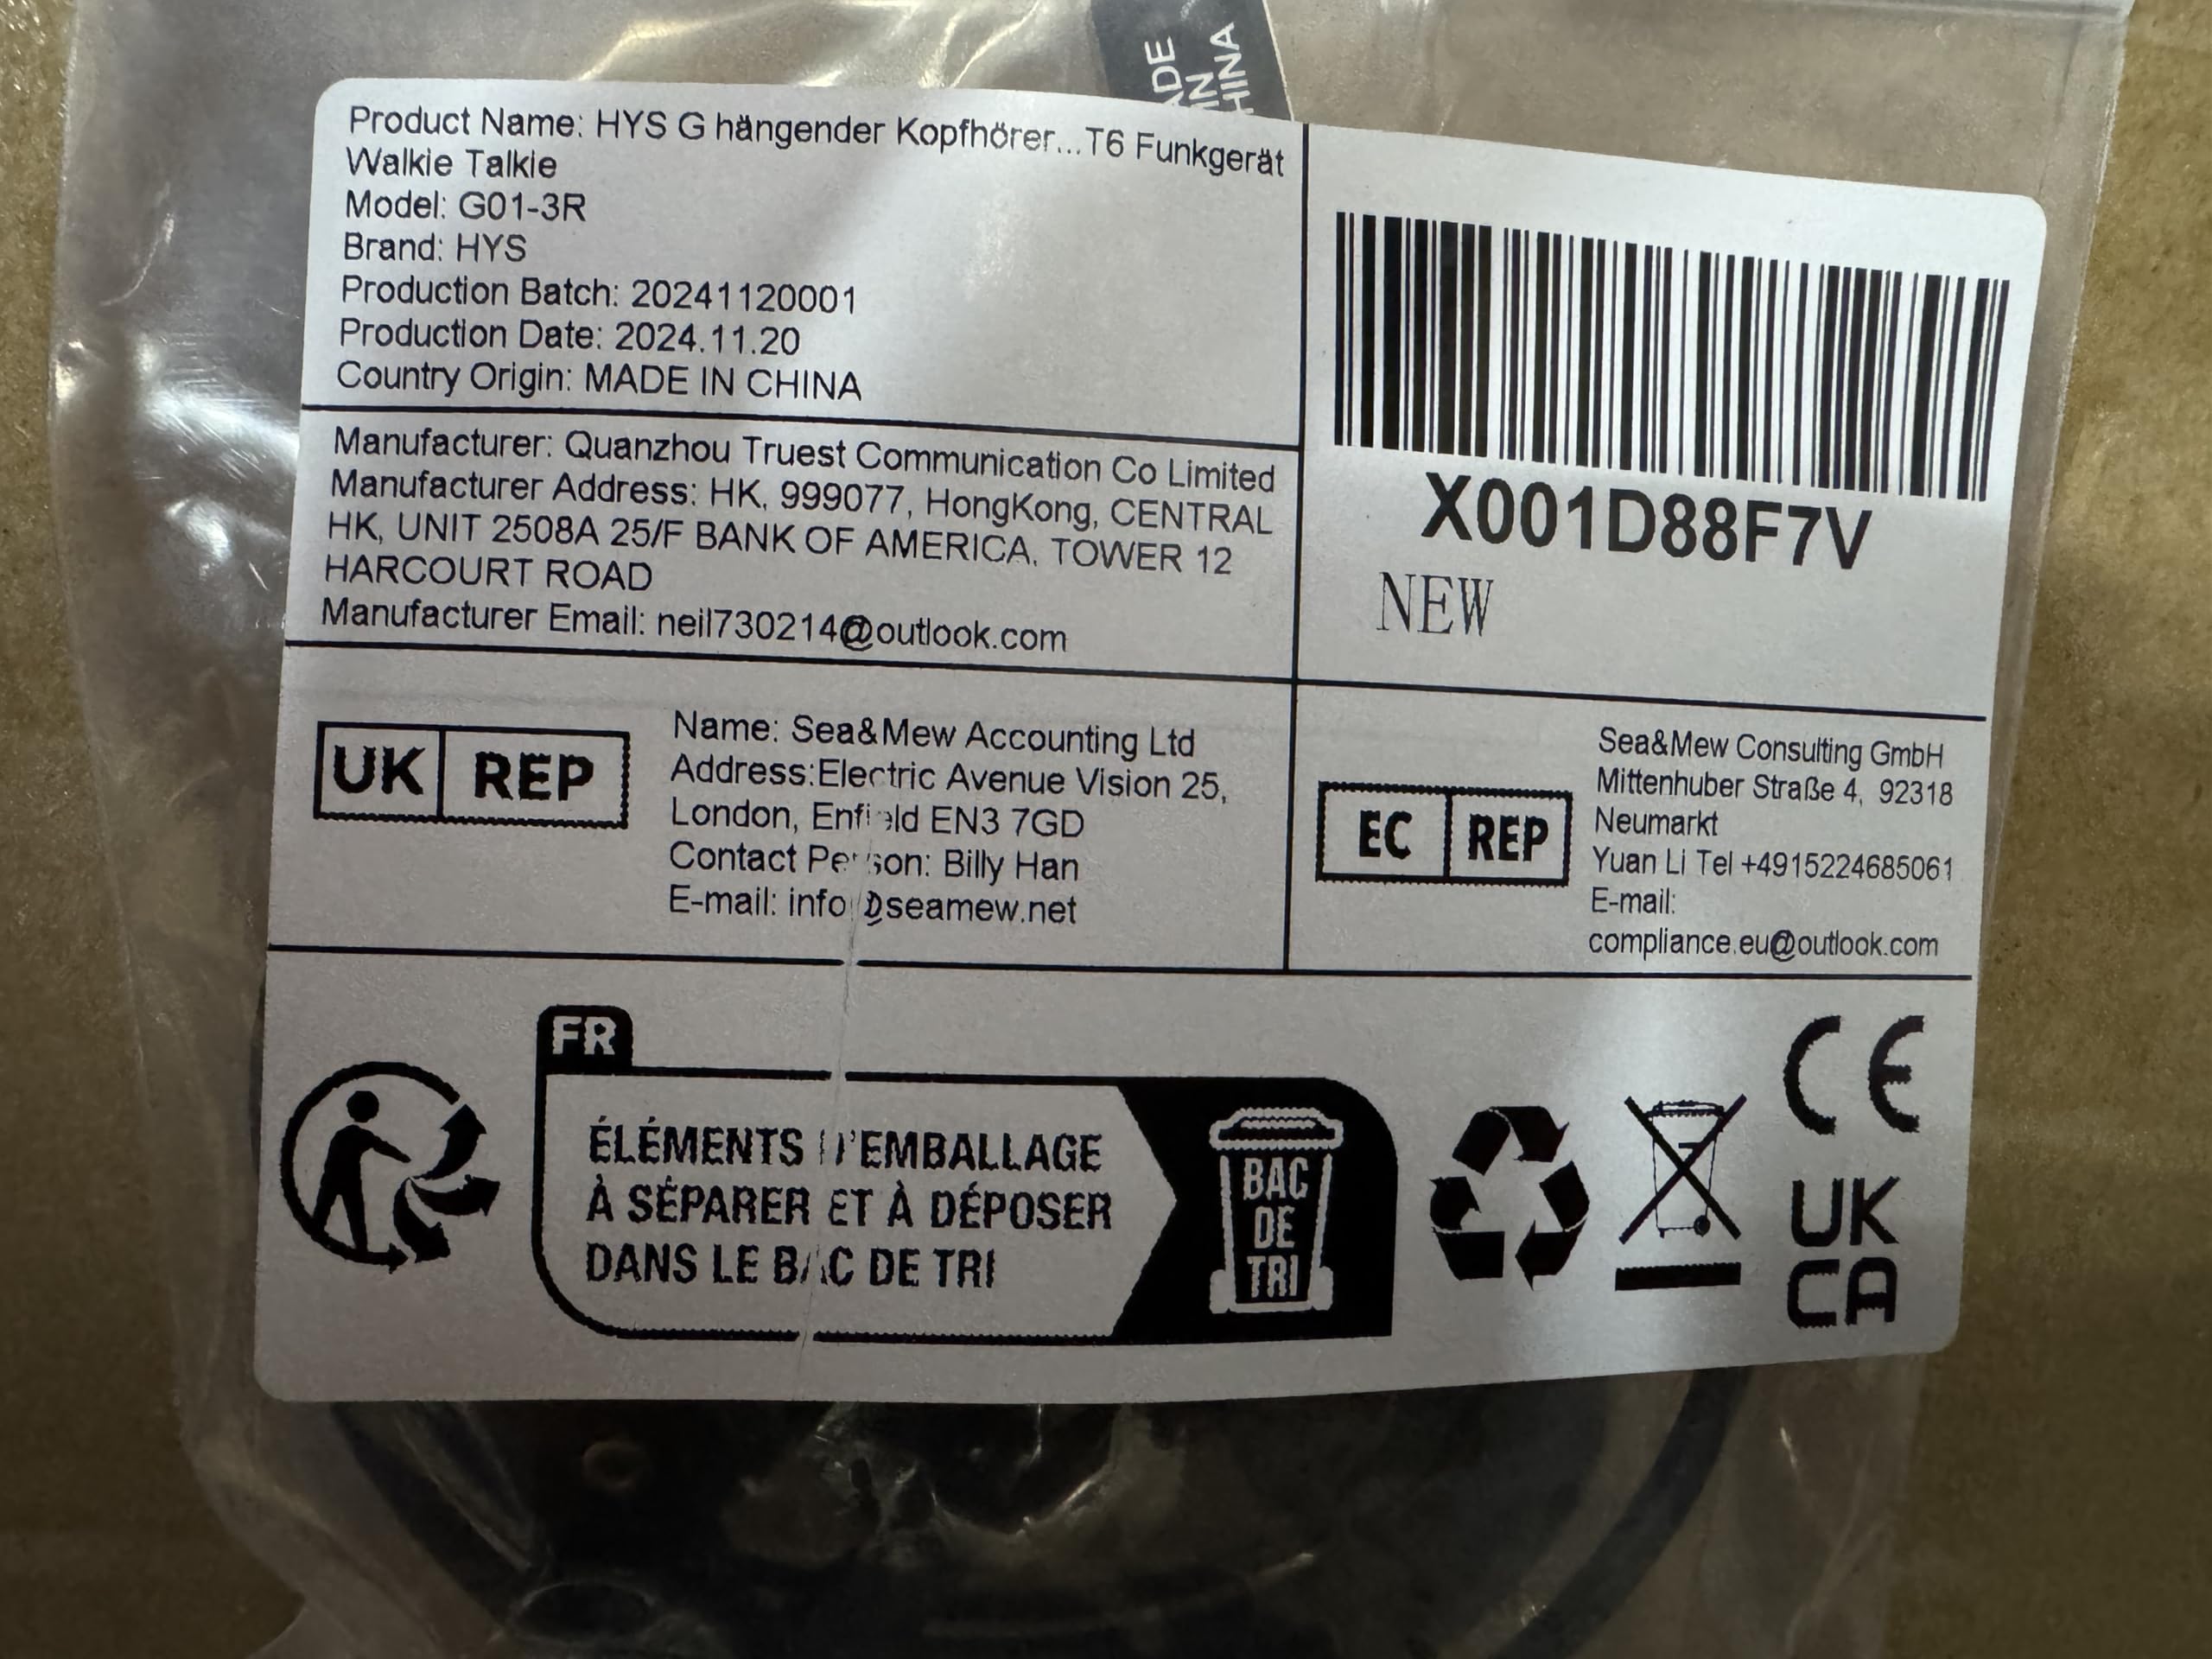 MADE
IN
CHINA
Product Name: HYS G hängender Kopfhörer...T6 Funkgerät
Walkie Talkie
Model: G01-3R
Brand: HYS
Production Batch: 20241120001
Production Date: 2024.11.20
Country Origin: MADE IN CHINA
X001D88F7V
NEW
Manufacturer: Quanzhou Truest Communication Co Limited
Manufacturer Address: HK, 999077, HongKong, CENTRAL
HK, UNIT 2508A 25/F BANK OF AMERICA, TOWER 12
HARCOURT ROAD
Manufacturer Email: neil730214@outlook.com
UK REP
Name: Sea&Mew Accounting Ltd
Address:Electric Avenue Vision 25,
London, Enfield EN3 7GD
Contact Person: Billy Han
E-mail: info@seamew.net
EC REP
Sea&Mew Consulting GmbH
Mittenhuber Straße 4, 92318
Neumarkt
Yuan Li Tel +4915224685061
E-mail:
compliance.eu@outlook.com
FR
ÉLÉMENTS D'EMBALLAGE
À SÉPARER ET À DÉPOSER
DANS LE BAC DE TRI
BAC
DE
TRI
CE
UK
CA